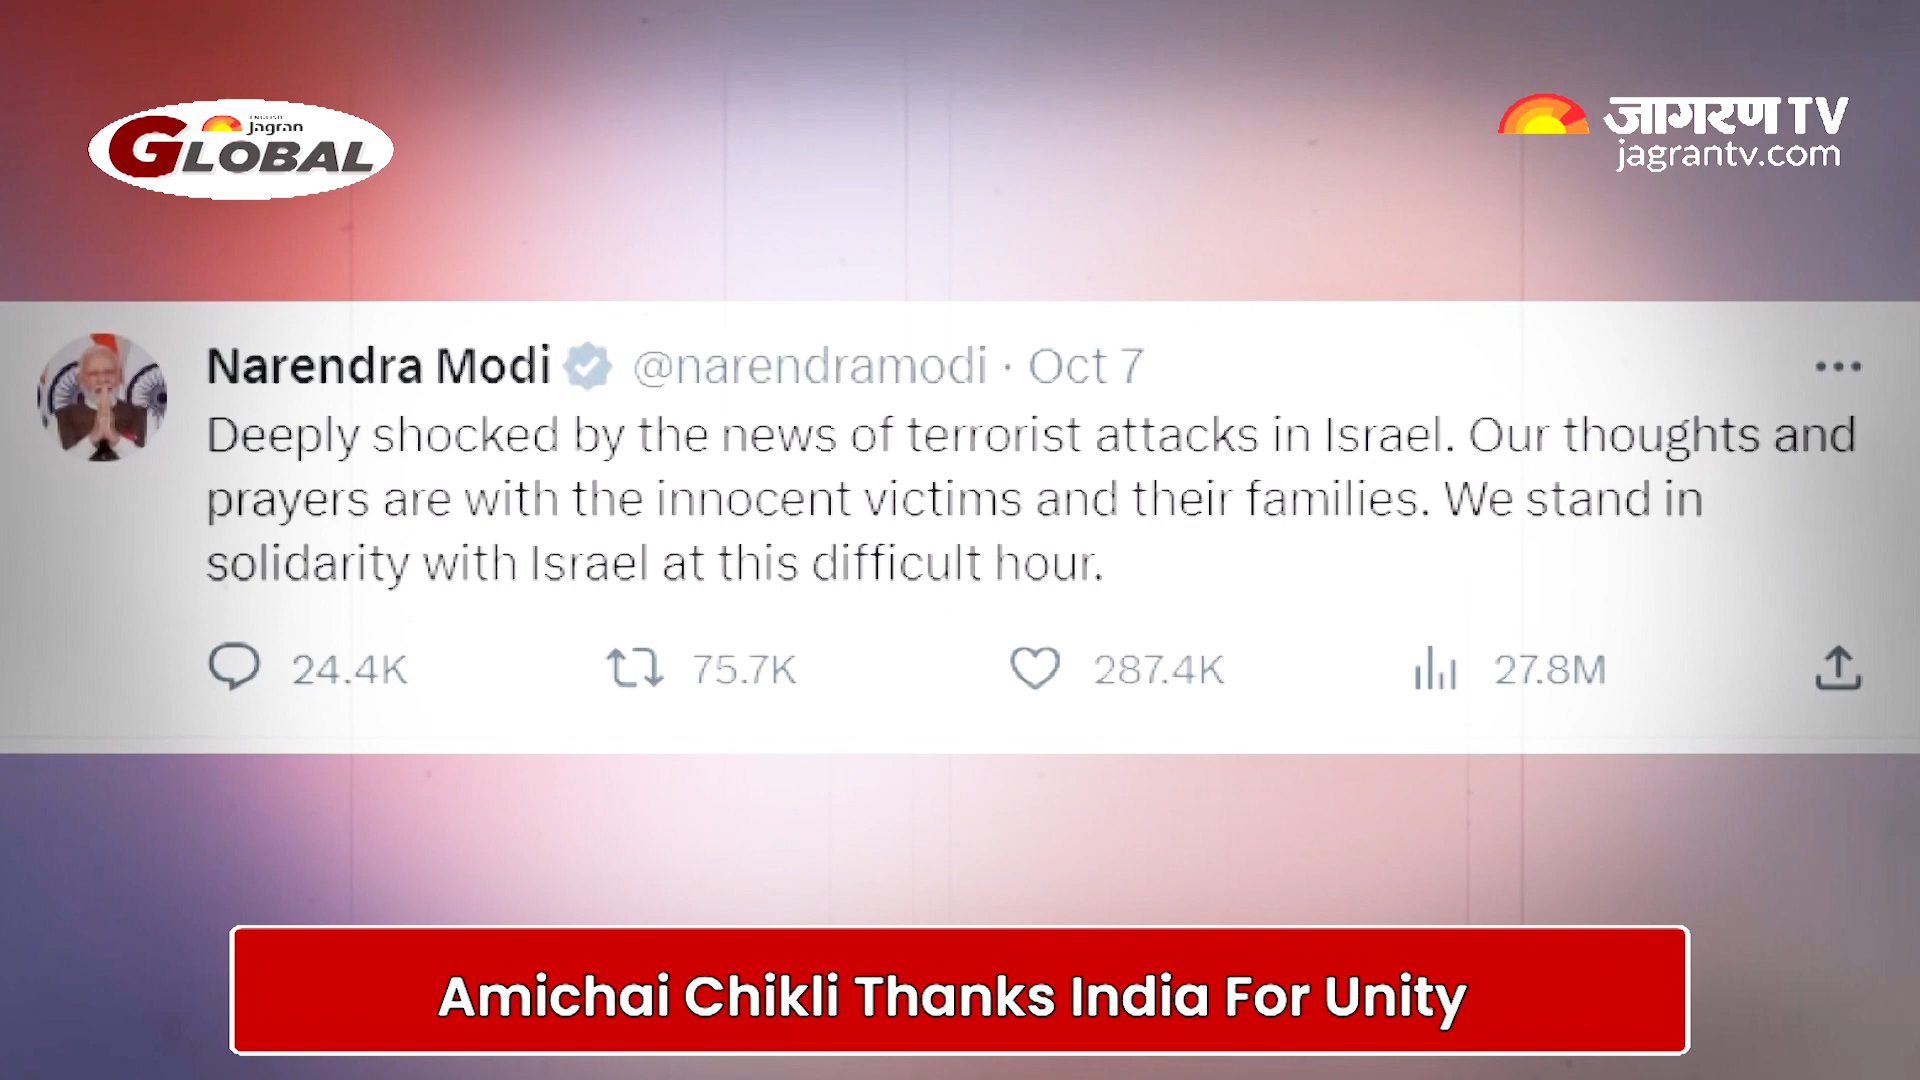 ENGLISH
Jagran
GLOBAL
जागरण TV
jagrantv.com
Narendra Modi @narendramodi · Oct 7
Deeply shocked by the news of terrorist attacks in Israel. Our thoughts and
prayers are with the innocent victims and their families. We stand in
solidarity with Israel at this difficult hour.
24.4K 75.7K 287.4K 27.8M
Amichai Chikli Thanks India For Unity